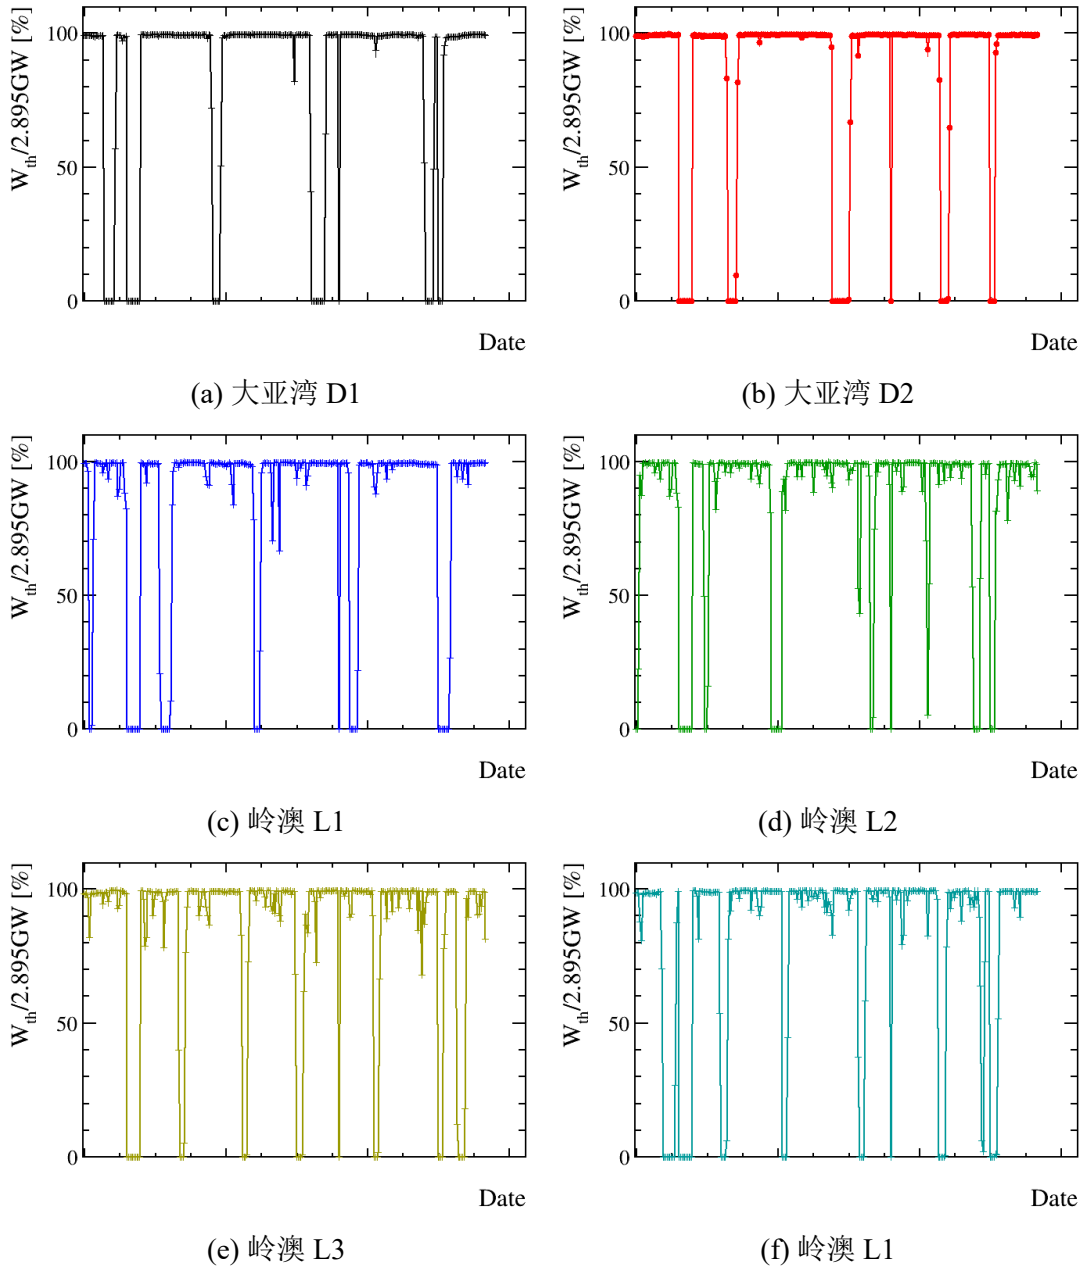 W_th/2.895GW [%]
100
50
0
Date
(a) 大亚湾 D1
W_th/2.895GW [%]
100
50
0
Date
(b) 大亚湾 D2
W_th/2.895GW [%]
100
50
0
Date
(c) 岭澳 L1
W_th/2.895GW [%]
100
50
0
Date
(d) 岭澳 L2
W_th/2.895GW [%]
100
50
0
Date
(e) 岭澳 L3
W_th/2.895GW [%]
100
50
0
Date
(f) 岭澳 L1